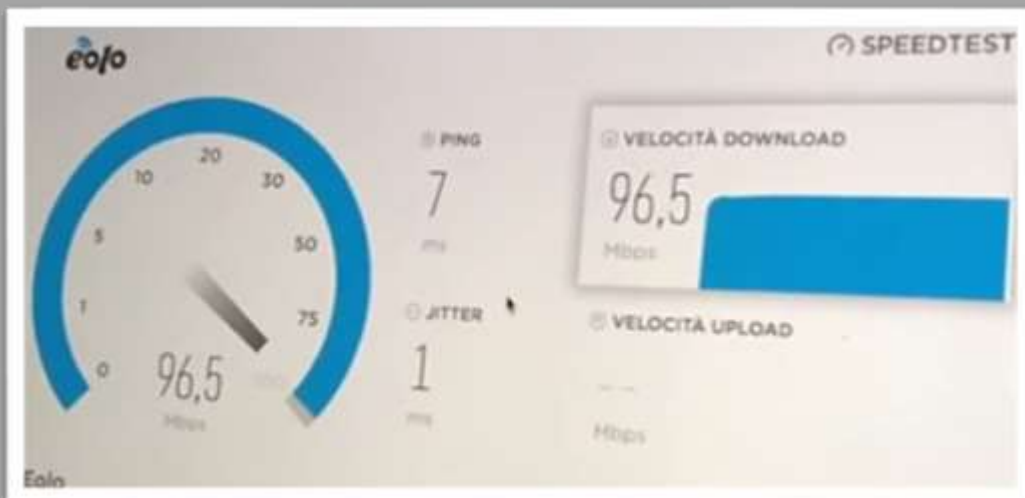 eolo
SPEEDTEST
20
10
30
5
50
1
75
0
96,5
Mbps
PING
7
ms
JITTER
1
ms
VELOCITÀ DOWNLOAD
96,5
Mbps
VELOCITÀ UPLOAD
--
Mbps
Eolo